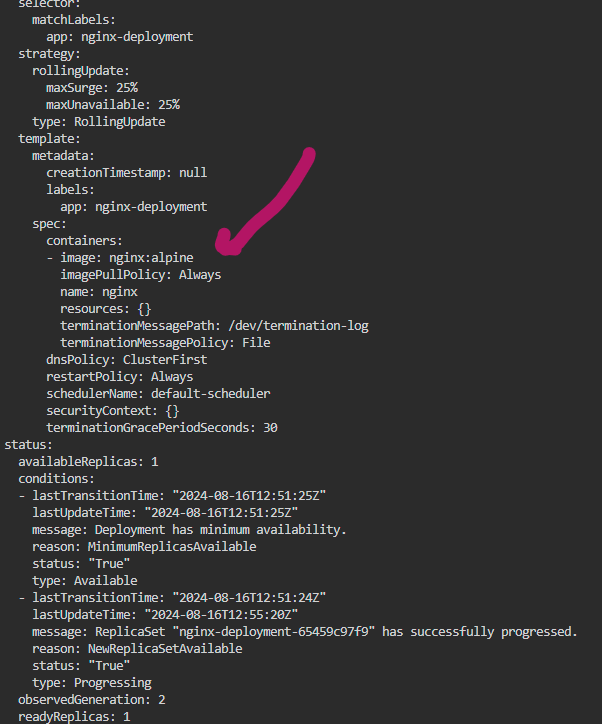 selector:
matchLabels:
app: nginx-deployment
strategy:
rollingUpdate:
maxSurge: 25%
maxUnavailable: 25%
type: RollingUpdate
template:
metadata:
creationTimestamp: null
labels:
app: nginx-deployment
spec:
containers:
- image: nginx:alpine
imagePullPolicy: Always
name: nginx
resources: {}
terminationMessagePath: /dev/termination-log
terminationMessagePolicy: File
dnsPolicy: ClusterFirst
restartPolicy: Always
schedulerName: default-scheduler
securityContext: {}
terminationGracePeriodSeconds: 30
status:
availableReplicas: 1
conditions:
- lastTransitionTime: "2024-08-16T12:51:25Z"
lastUpdateTime: "2024-08-16T12:51:25Z"
message: Deployment has minimum availability.
reason: MinimumReplicasAvailable
status: "True"
type: Available
- lastTransitionTime: "2024-08-16T12:51:24Z"
lastUpdateTime: "2024-08-16T12:55:20Z"
message: ReplicaSet "nginx-deployment-65459c97f9" has successfully progressed.
reason: NewReplicaSetAvailable
status: "True"
type: Progressing
observedGeneration: 2
readyReplicas: 1